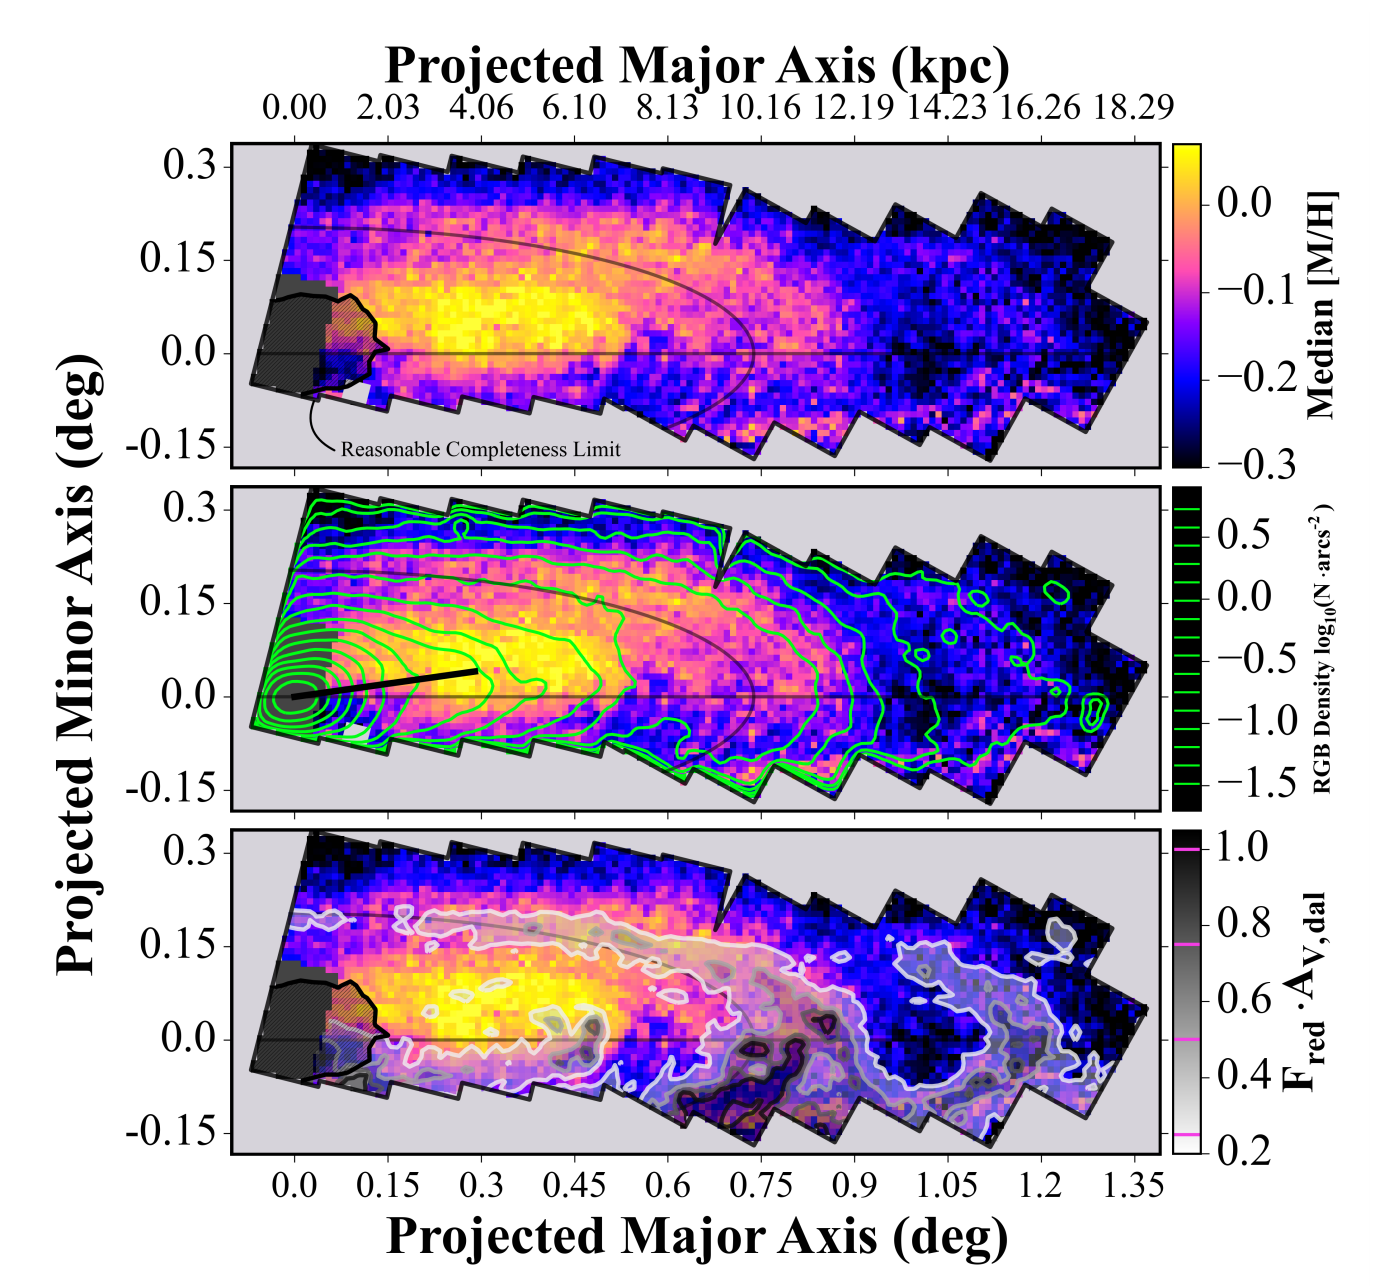 Projected Major Axis (kpc)
0.00 2.03 4.06 6.10 8.13 10.16 12.19 14.23 16.26 18.29
Projected Minor Axis (deg)
0.3
0.15
0.0
-0.15
Reasonable Completeness Limit
0.0
−0.1
−0.2
−0.3
Median [M/H]
0.3
0.15
0.0
-0.15
0.5
0.0
−0.5
−1.0
−1.5
RGB Density log10(N · arcs-2)
0.3
0.15
0.0
-0.15
1.0
0.8
0.6
0.4
0.2
Fred · AV,dal
0.0 0.15 0.3 0.45 0.6 0.75 0.9 1.05 1.2 1.35
Projected Major Axis (deg)